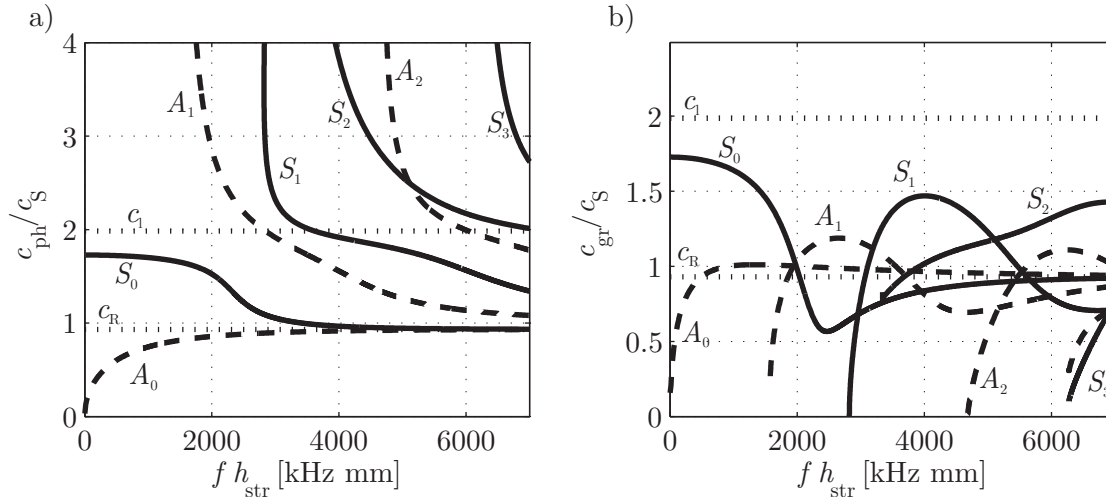 a)
c_ph/c_S
4
3
2
1
0
0
2000
4000
6000
f h_str [kHz mm]
A_1
A_2
S_2
S_3
S_1
c_l
S_0
c_R
A_0
b)
c_gr/c_S
2
1.5
1
0.5
0
0
2000
4000
6000
f h_str [kHz mm]
c_l
S_0
S_1
S_2
A_1
c_R
A_0
A_2
S_3